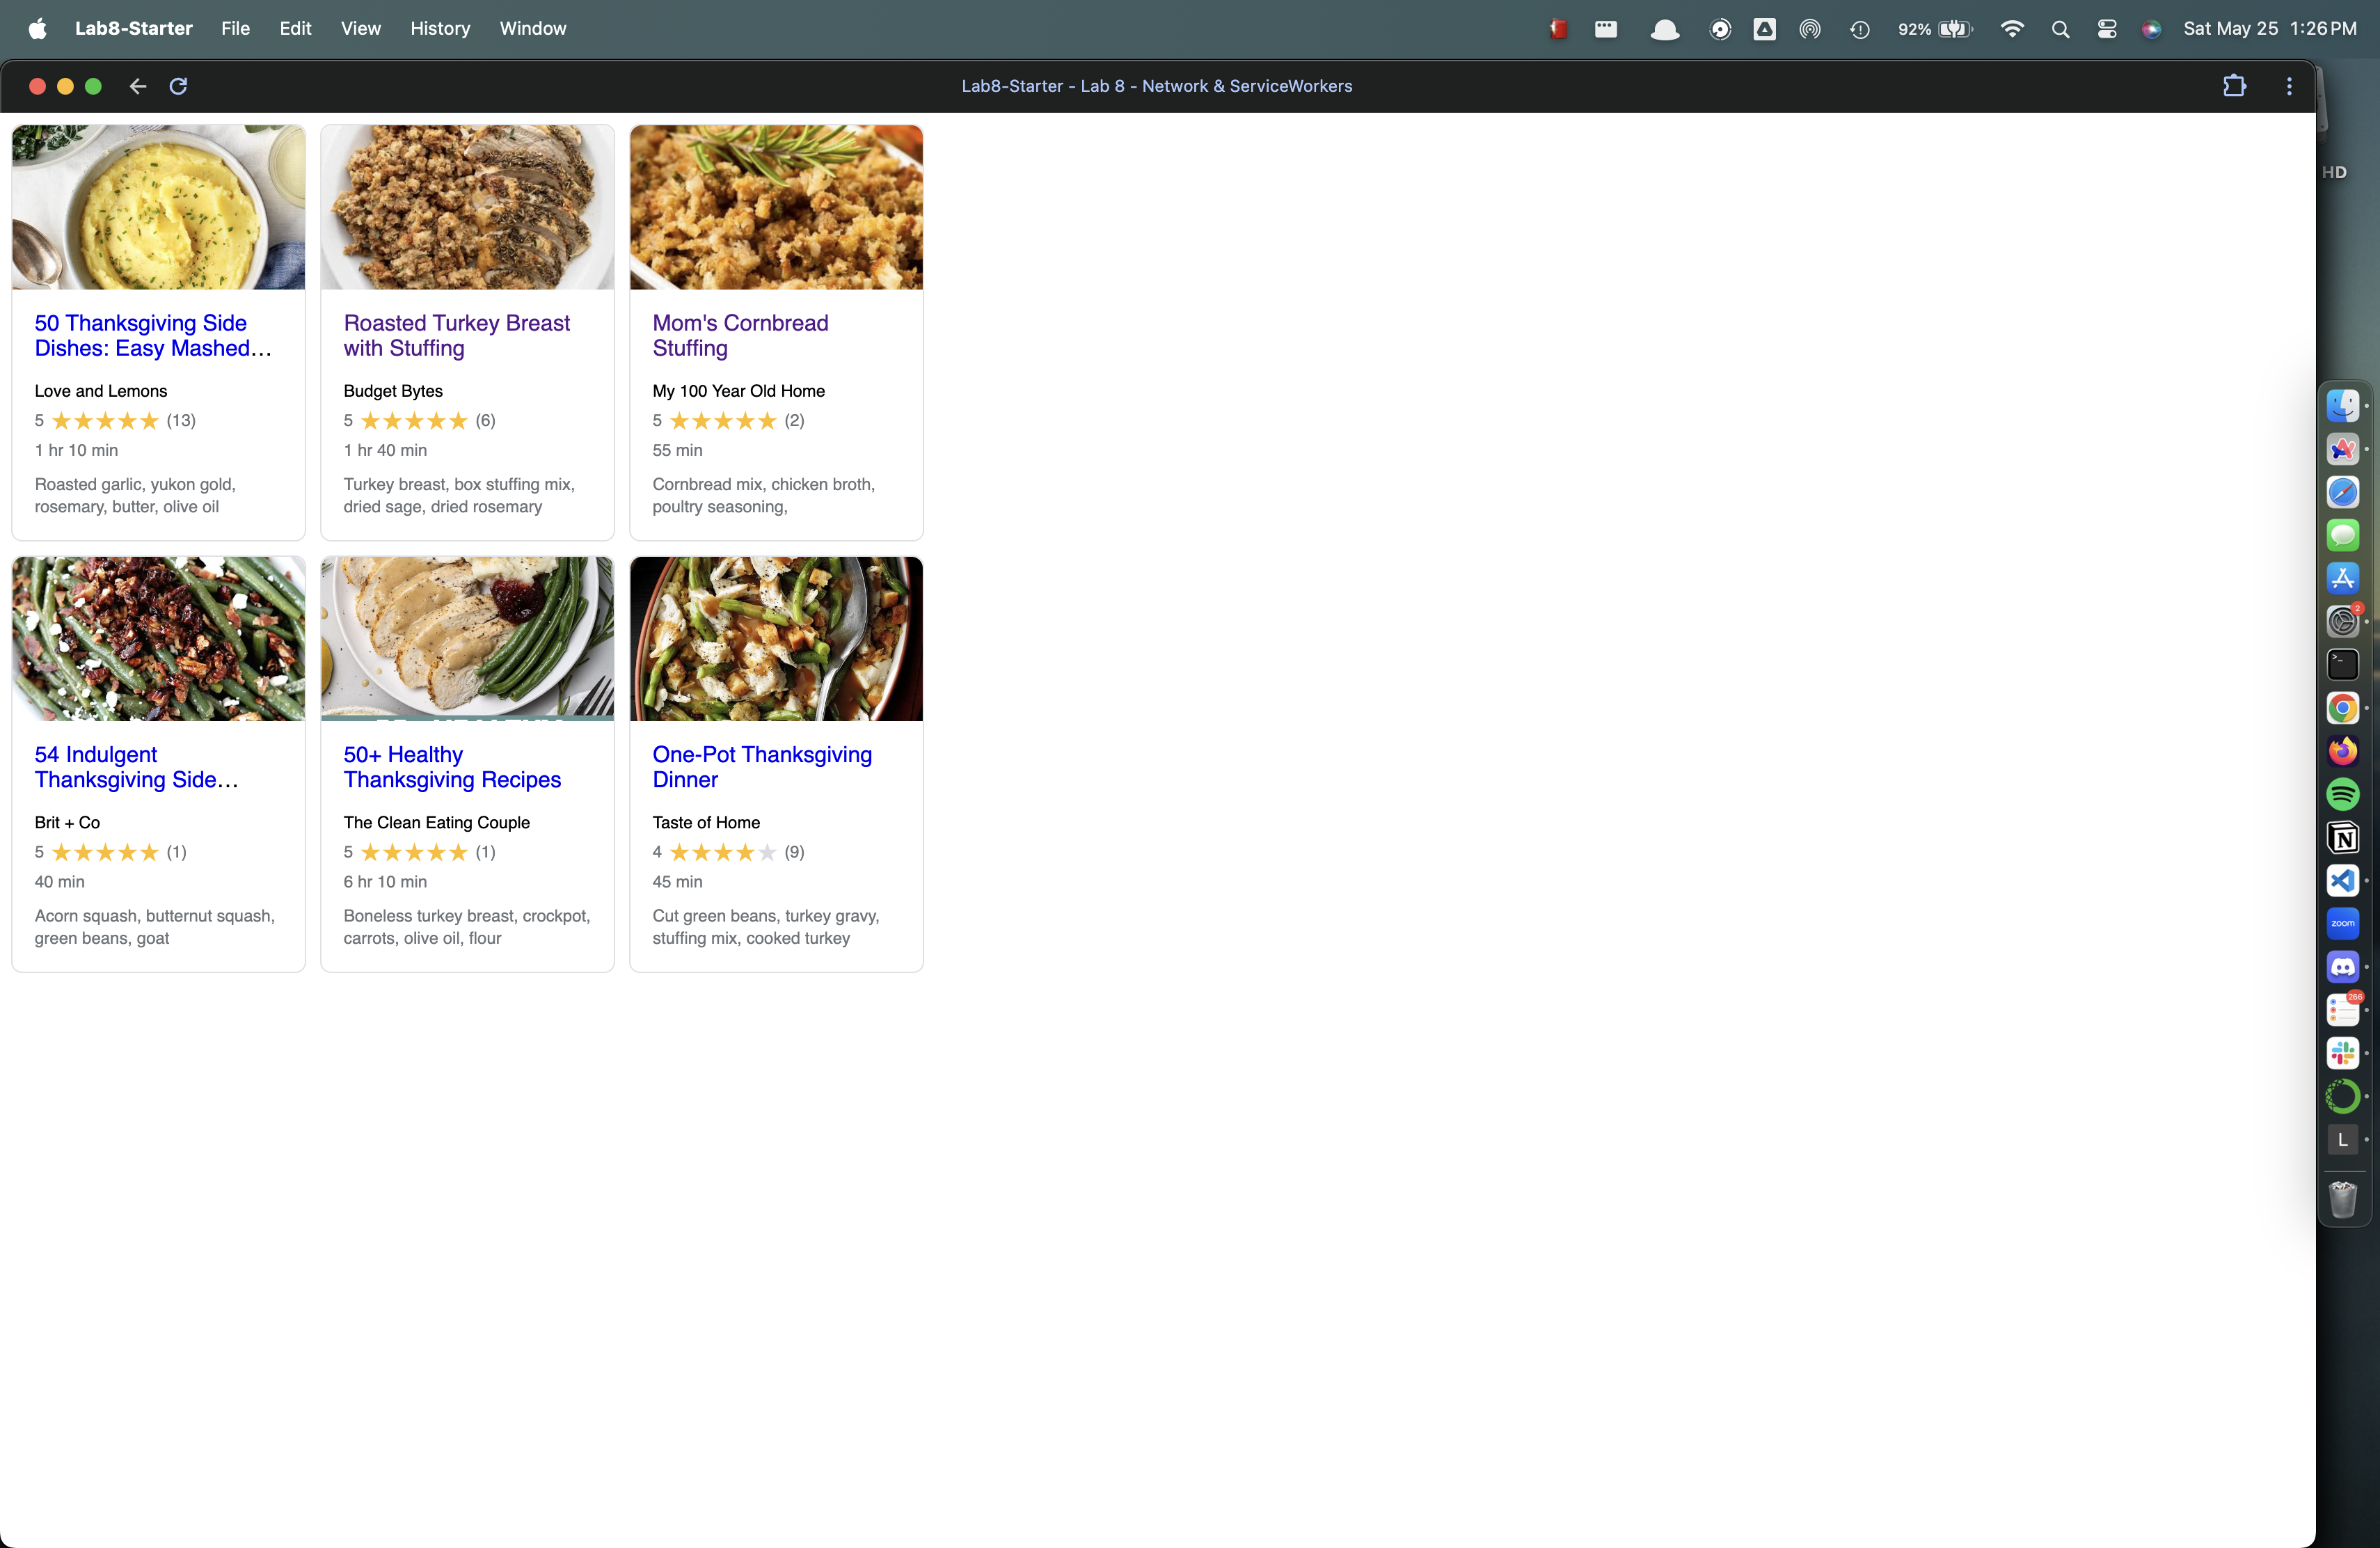 Lab8-Starter File Edit View History Window 92% Sat May 25 1:26 PM
Lab8-Starter - Lab 8 - Network & ServiceWorkers
HD
50 Thanksgiving Side
Dishes: Easy Mashed...
Love and Lemons
5 ★★★★★ (13)
1 hr 10 min
Roasted garlic, yukon gold,
rosemary, butter, olive oil
Roasted Turkey Breast
with Stuffing
Budget Bytes
5 ★★★★★ (6)
1 hr 40 min
Turkey breast, box stuffing mix,
dried sage, dried rosemary
Mom's Cornbread
Stuffing
My 100 Year Old Home
5 ★★★★★ (2)
55 min
Cornbread mix, chicken broth,
poultry seasoning,
54 Indulgent
Thanksgiving Side...
Brit + Co
5 ★★★★★ (1)
40 min
Acorn squash, butternut squash,
green beans, goat
50+ Healthy
Thanksgiving Recipes
The Clean Eating Couple
5 ★★★★★ (1)
6 hr 10 min
Boneless turkey breast, crockpot,
carrots, olive oil, flour
One-Pot Thanksgiving
Dinner
Taste of Home
4 ★★★★★ (9)
45 min
Cut green beans, turkey gravy,
stuffing mix, cooked turkey
2
zoom
266
L